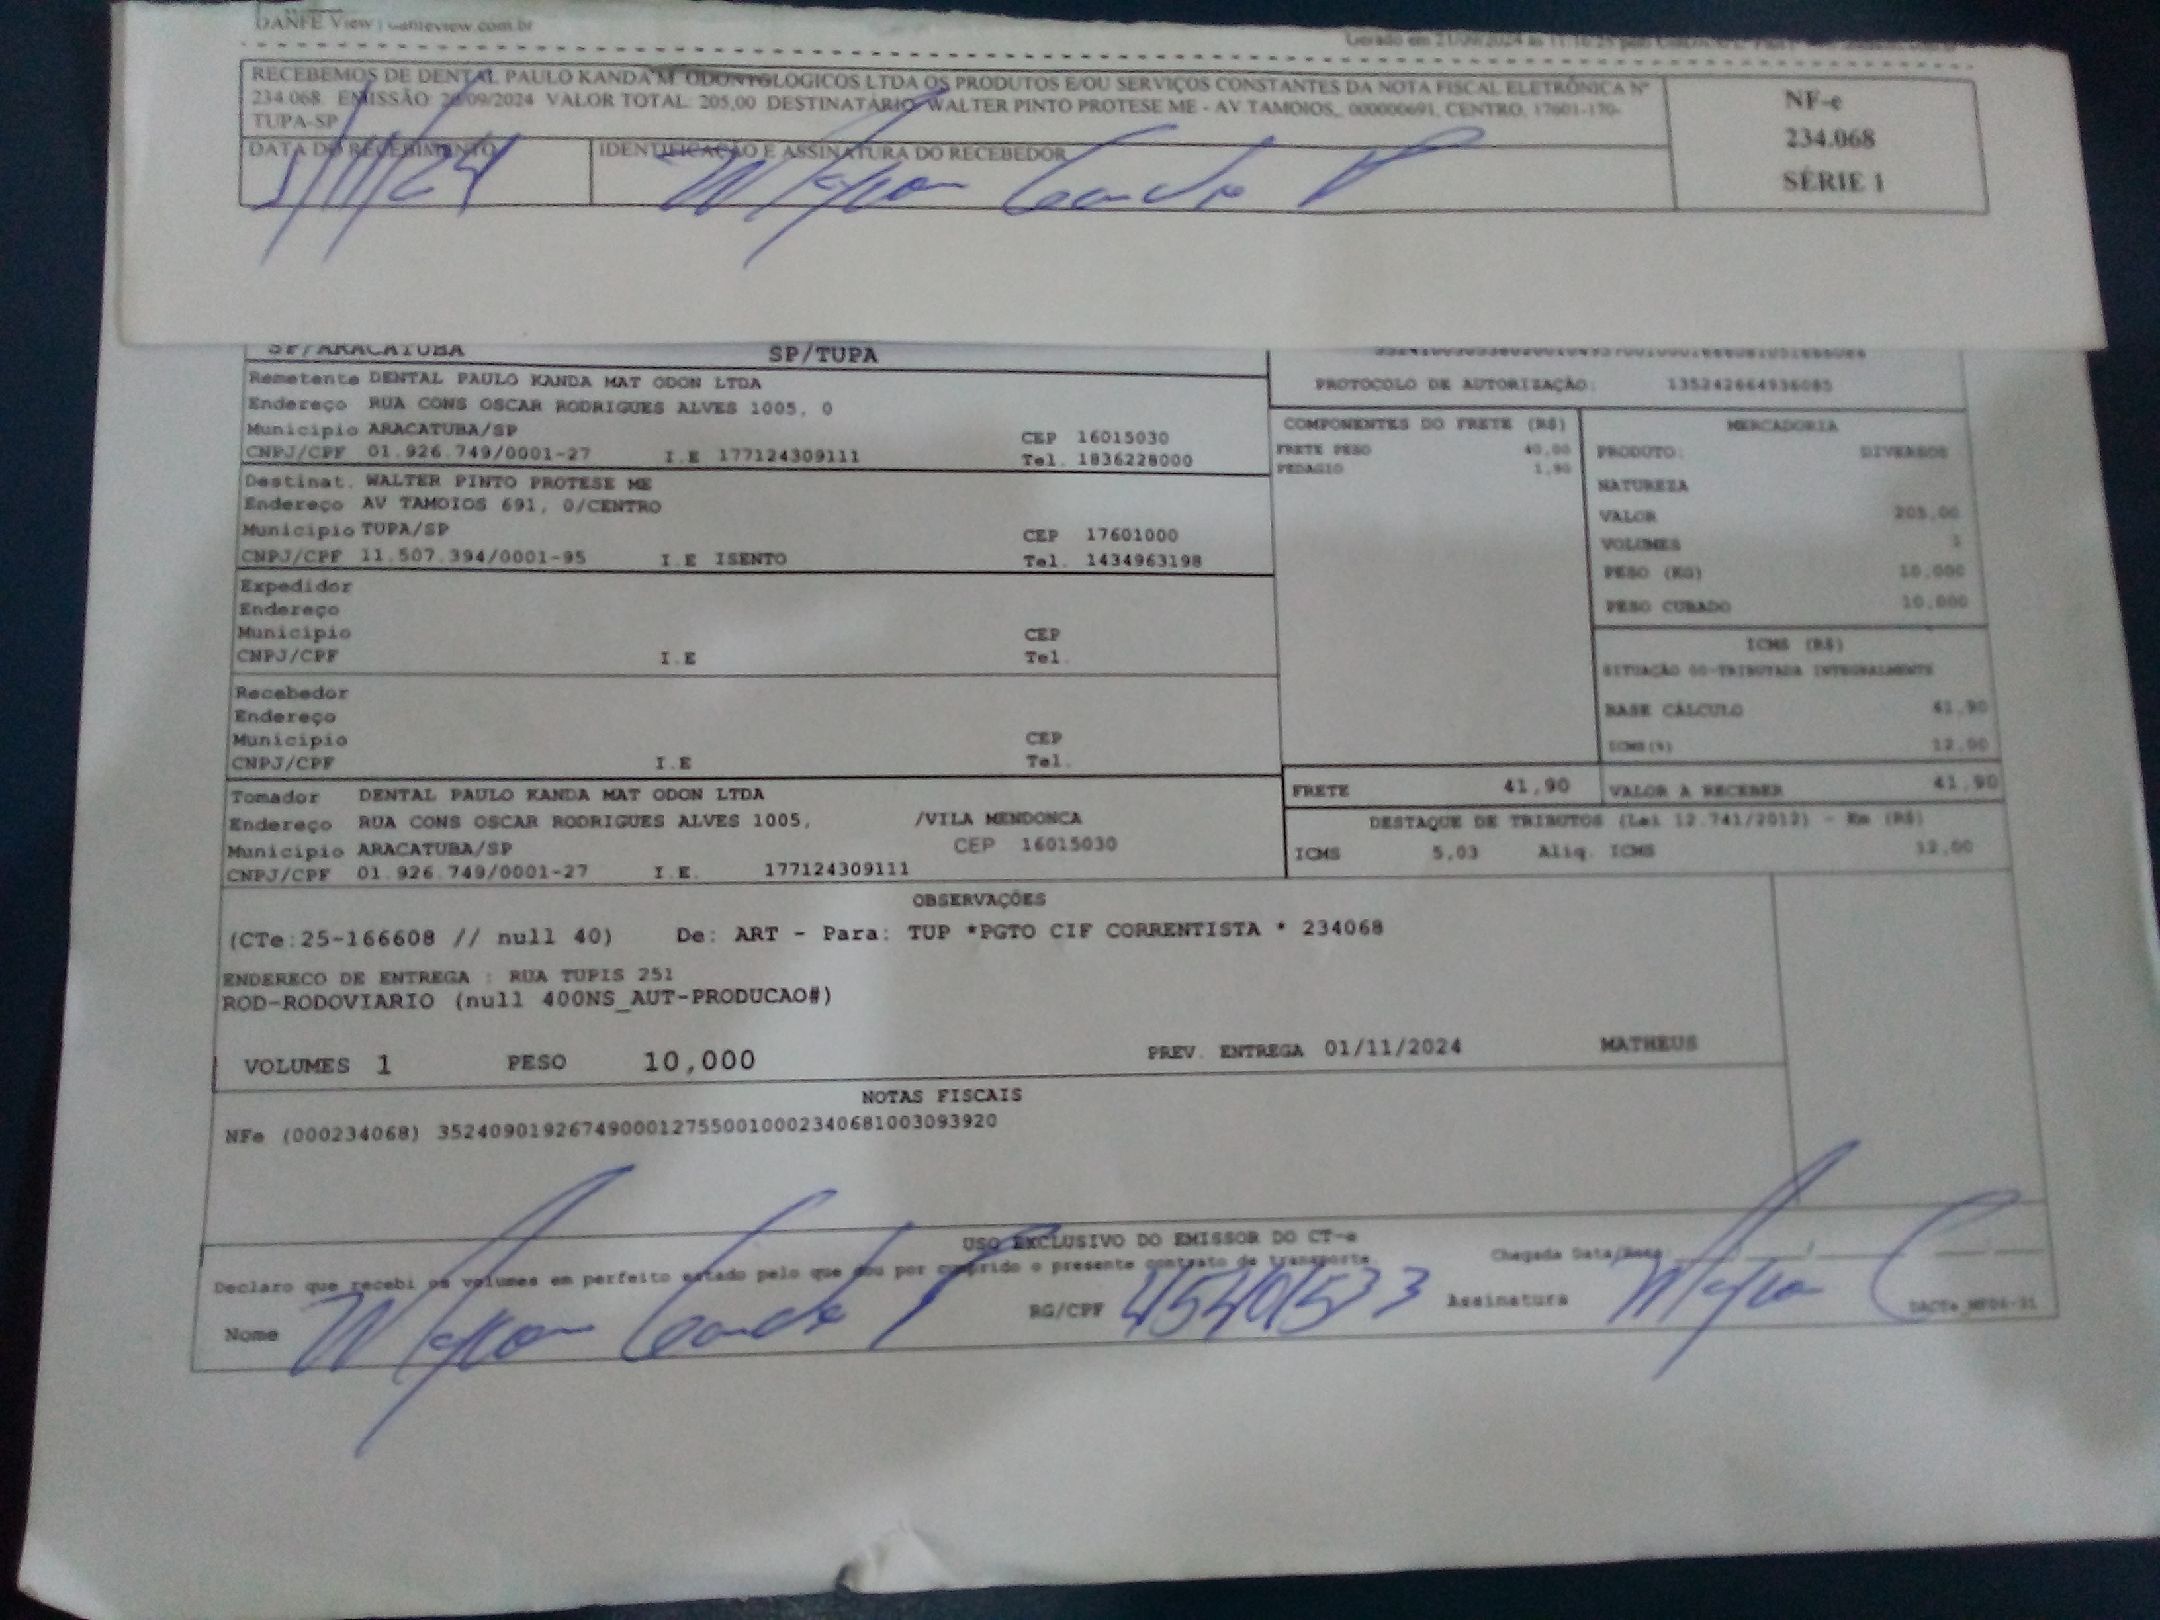 DANFE View | danfeview.com.br
RECEBEMOS DE DENTAL PAULO KANDA M ODONTOLOGICOS LTDA OS PRODUTOS E/OU SERVIÇOS CONSTANTES DA NOTA FISCAL ELETRÔNICA Nº
234.068 EMISSÃO: /09/2024 VALOR TOTAL: 205,00 DESTINATARIO: WALTER PINTO PROTESE ME - AV TAMOIOS, 000000691, CENTRO, 17601-170-
TUPA-SP
DATA DO RECEBIMENTO
IDENTIFICAÇÃO E ASSINATURA DO RECEBEDOR
NF-e
234.068
SÉRIE 1
1/11/24
SP/ARACATUBA SP/TUPA
Remetente DENTAL PAULO KANDA MAT ODON LTDA
Endereço RUA CONS OSCAR RODRIGUES ALVES 1005, 0
Município ARACATUBA/SP CEP 16015030
CNPJ/CPF 01.926.749/0001-27 I.E 177124309111 Tel. 1836228000
Destinat. WALTER PINTO PROTESE ME
Endereço AV TAMOIOS 691, 0/CENTRO
Município TUPA/SP CEP 17601000
CNPJ/CPF 11.507.394/0001-95 I.E ISENTO Tel. 1434963198
Expedidor
Endereço
Município CEP
CNPJ/CPF I.E Tel.
Recebedor
Endereço
Município CEP
CNPJ/CPF I.E Tel.
Tomador DENTAL PAULO KANDA MAT ODON LTDA
Endereço RUA CONS OSCAR RODRIGUES ALVES 1005, /VILA MENDONCA
Município ARACATUBA/SP CEP 16015030
CNPJ/CPF 01.926.749/0001-27 I.E. 177124309111
PROTOCOLO DE AUTORIZAÇÃO: 135242664936085
COMPONENTES DO FRETE (R$)
FRETE PESO 40,00
PEDAGIO 1,90
MERCADORIA
PRODUTO: DIVERSOS
NATUREZA
VALOR 205,00
VOLUMES 1
PESO (KG) 10,000
PESO CUBADO 10,000
ICMS (R$)
SITUAÇÃO 00-TRIBUTADA INTEGRALMENTE
BASE CÁLCULO 41,90
ICMS(%) 12,00
FRETE 41,90 VALOR A RECEBER 41,90
DESTAQUE DE TRIBUTOS (Lei 12.741/2012) - Em (R$)
ICMS 5,03 Aliq. ICMS 12,00
OBSERVAÇÕES
(CTe:25-166608 // null 40) De: ART - Para: TUP *PGTO CIF CORRENTISTA * 234068
ENDERECO DE ENTREGA : RUA TUPIS 251
ROD-RODOVIARIO (null 400NS_AUT-PRODUCAO#)
VOLUMES 1 PESO 10,000 PREV. ENTREGA 01/11/2024 MATHEUS
NOTAS FISCAIS
NFe (000234068) 35240901926749000127550010002340681003093920
USO EXCLUSIVO DO EMISSOR DO CT-e
Declaro que recebi os volumes em perfeito estado pelo que dou por cumprido o presente contrato de transporte
Chegada Data/Hora
Nome
RG/CPF
Assinatura